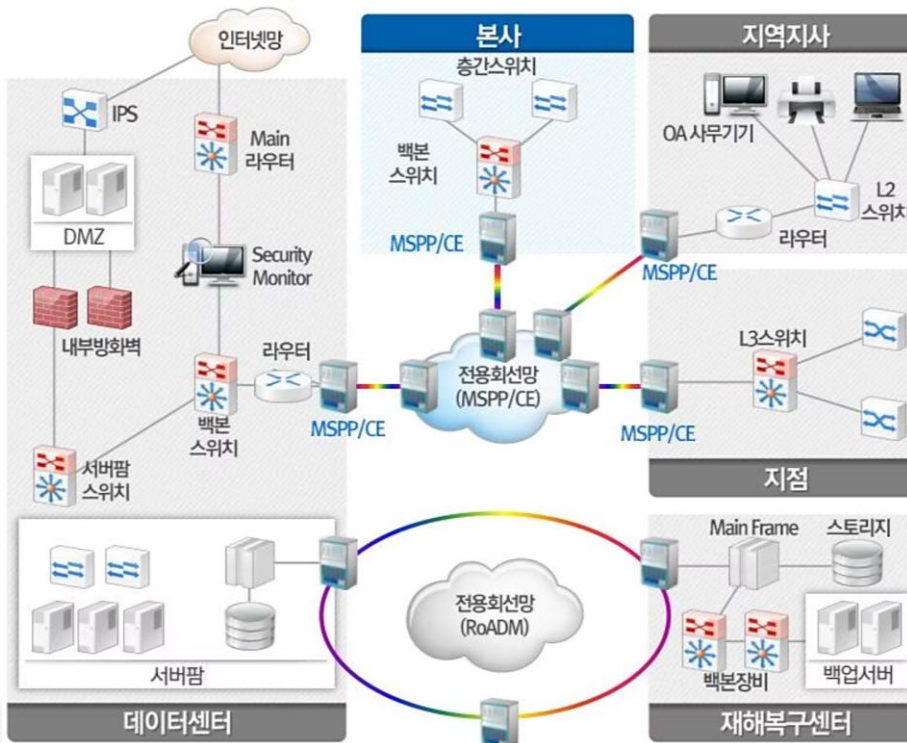 인터넷망
IPS
Main
라우터
DMZ
Security
Monitor
내부방화벽
라우터
MSPP/CE
백본
스위치
서버팜
스위치
서버팜
데이터센터
본사
층간스위치
백본
스위치
MSPP/CE
전용회선망
(MSPP/CE)
전용회선망
(RoADM)
지역지사
OA 사무기기
L2
스위치
라우터
MSPP/CE
L3스위치
MSPP/CE
지점
Main Frame
스토리지
백본장비
백업서버
재해복구센터